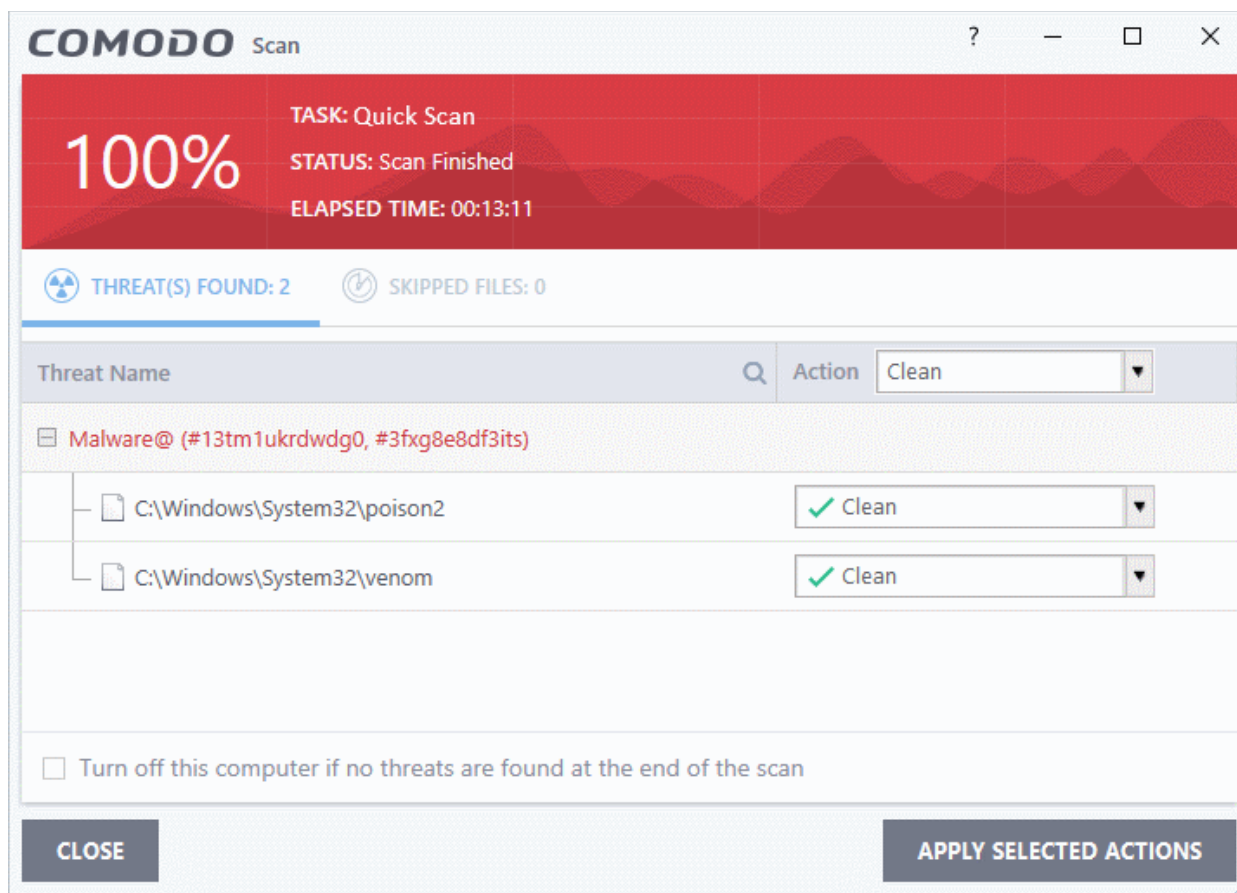 COMODO Scan
100%
TASK: Quick Scan
STATUS: Scan Finished
ELAPSED TIME: 00:13:11
THREAT(S) FOUND: 2 SKIPPED FILES: 0
Threat Name Action Clean
Malware@ (#13tm1ukrdwdg0, #3fxg8e8df3its)
C:\Windows\System32\poison2 Clean
C:\Windows\System32\venom Clean
Turn off this computer if no threats are found at the end of the scan
CLOSE APPLY SELECTED ACTIONS